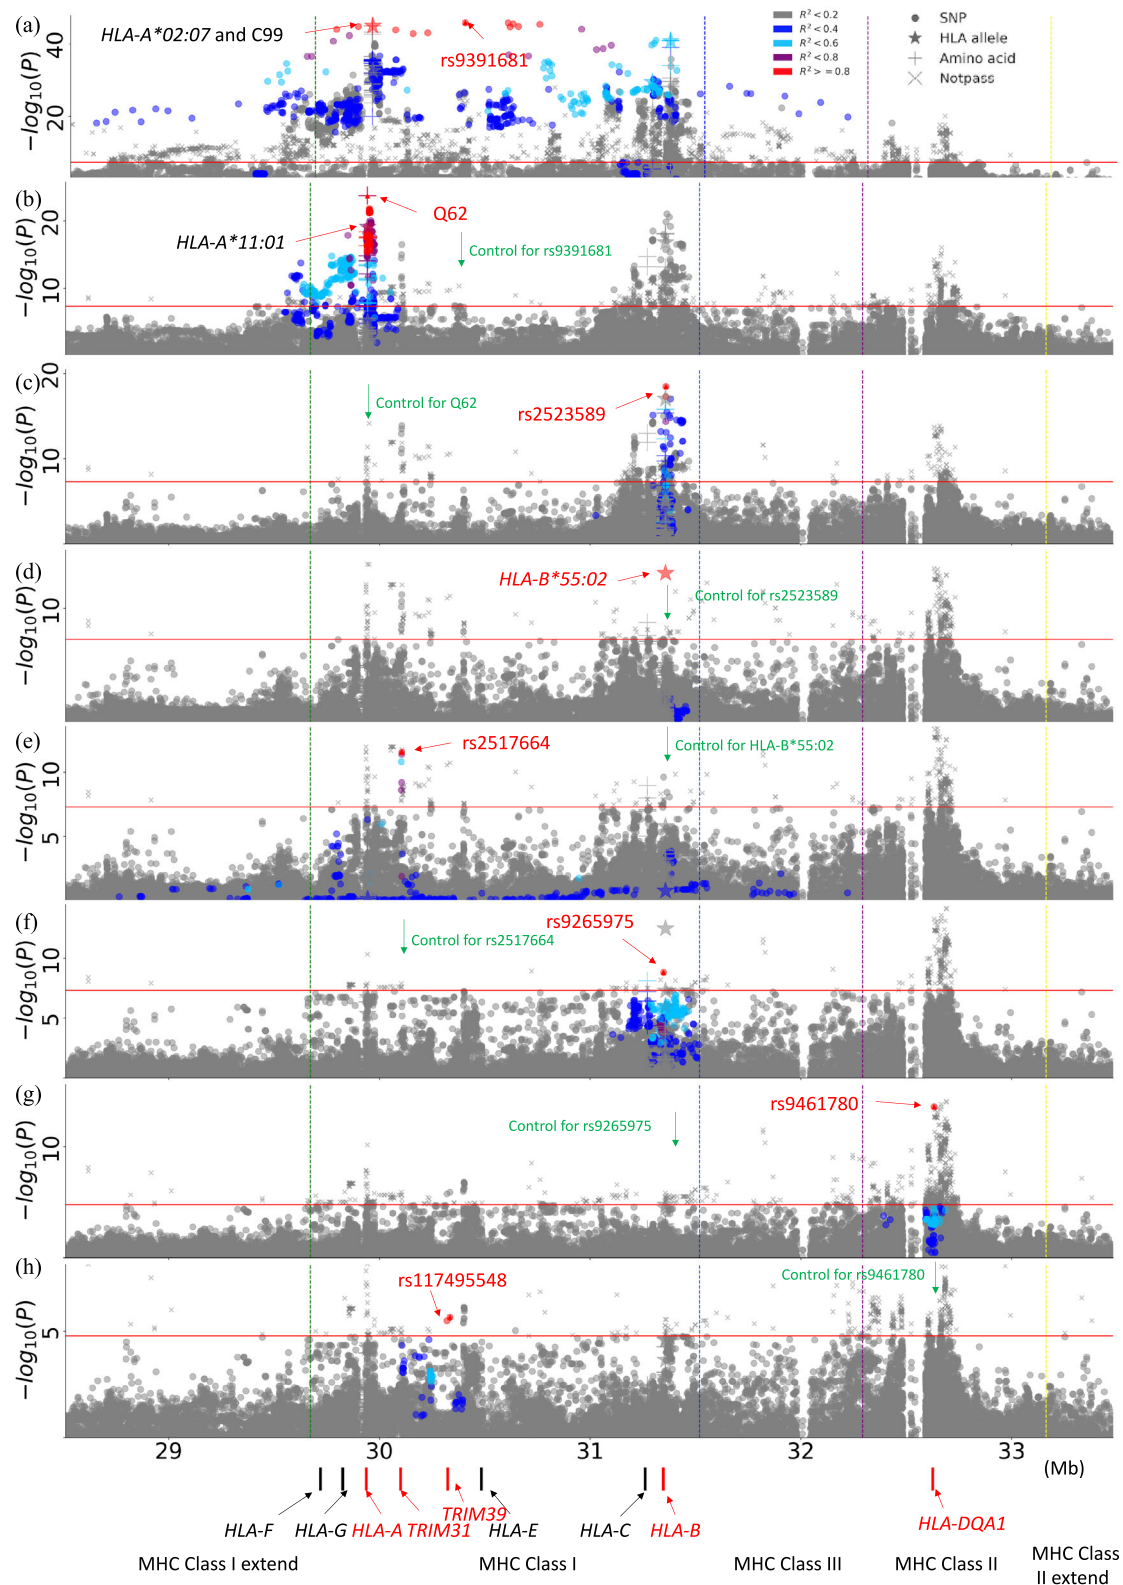 (a)
HLA-A*02:07 and C99
rs9391681
R² < 0.2
R² < 0.4
R² < 0.6
R² < 0.8
R² >= 0.8
SNP
HLA allele
Amino acid
Notpass
−log₁₀(P)
40
20
(b)
Q62
HLA-A*11:01
Control for rs9391681
−log₁₀(P)
20
10
(c)
Control for Q62
rs2523589
−log₁₀(P)
20
10
(d)
HLA-B*55:02
Control for rs2523589
−log₁₀(P)
10
(e)
rs2517664
Control for HLA-B*55:02
−log₁₀(P)
10
5
(f)
rs9265975
Control for rs2517664
−log₁₀(P)
10
5
(g)
rs9461780
Control for rs9265975
−log₁₀(P)
10
(h)
Control for rs9461780
rs117495548
−log₁₀(P)
5
29 30 31 32 33
(Mb)
HLA-F HLA-G HLA-A TRIM31 TRIM39 HLA-E HLA-C HLA-B HLA-DQA1
MHC Class I extend MHC Class I MHC Class III MHC Class II MHC Class
II extend